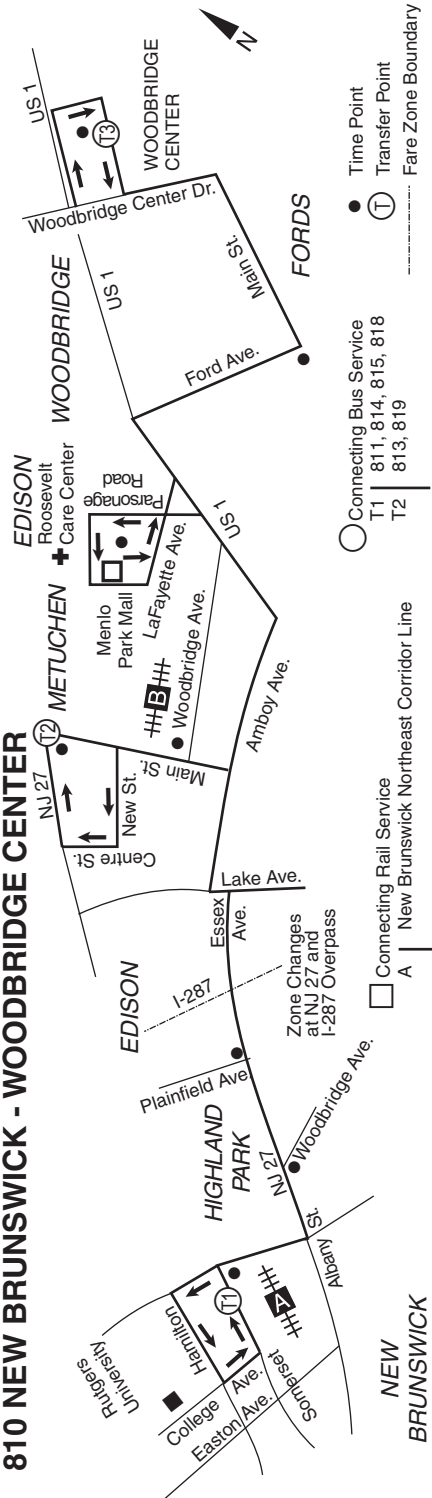 810 NEW BRUNSWICK - WOODBRIDGE CENTER
Rutgers
University
Hamilton
College
Ave.
Easton Ave.
Somerset
T1
A
NEW
BRUNSWICK
Albany
St.
HIGHLAND
PARK
NJ 27
Woodbridge Ave.
Plainfield Ave.
EDISON
I-287
Zone Changes
at NJ 27 and
I-287 Overpass
Essex
Ave.
Lake Ave.
Centre St.
NJ 27
New St.
Main St.
T2
METUCHEN
B
Woodbridge Ave.
Amboy Ave.
LaFayette Ave.
Menlo
Park Mall
EDISON
Roosevelt
Care Center
Parsonage
Road
US 1
WOODBRIDGE
US 1
Ford Ave.
Main St.
FORDS
Woodbridge Center Dr.
US 1
T3
WOODBRIDGE
CENTER
N
Connecting Rail Service
A New Brunswick Northeast Corridor Line
Connecting Bus Service
T1 811, 814, 815, 818
T2 813, 819
Time Point
T Transfer Point
Fare Zone Boundary